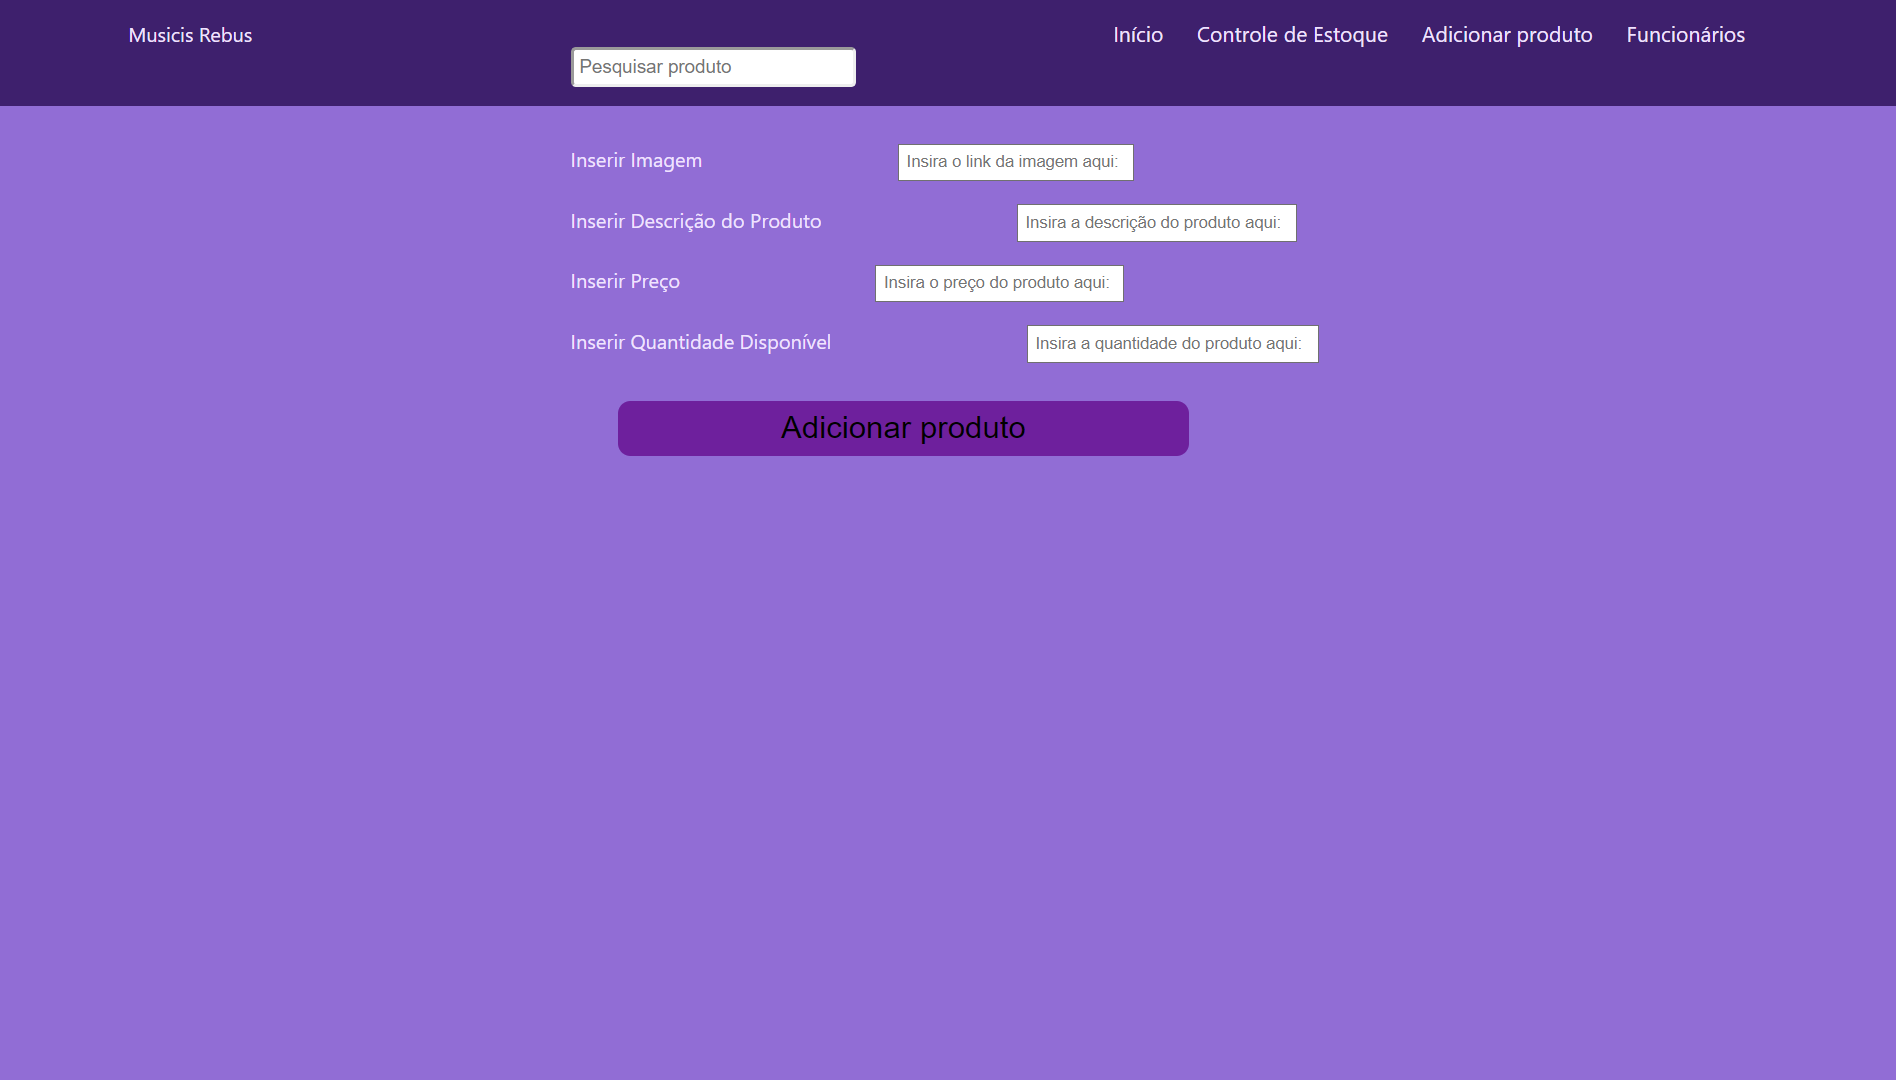 Musicis Rebus
Início Controle de Estoque Adicionar produto Funcionários
Pesquisar produto
Inserir Imagem Insira o link da imagem aqui:
Inserir Descrição do Produto Insira a descrição do produto aqui:
Inserir Preço Insira o preço do produto aqui:
Inserir Quantidade Disponível Insira a quantidade do produto aqui:
Adicionar produto